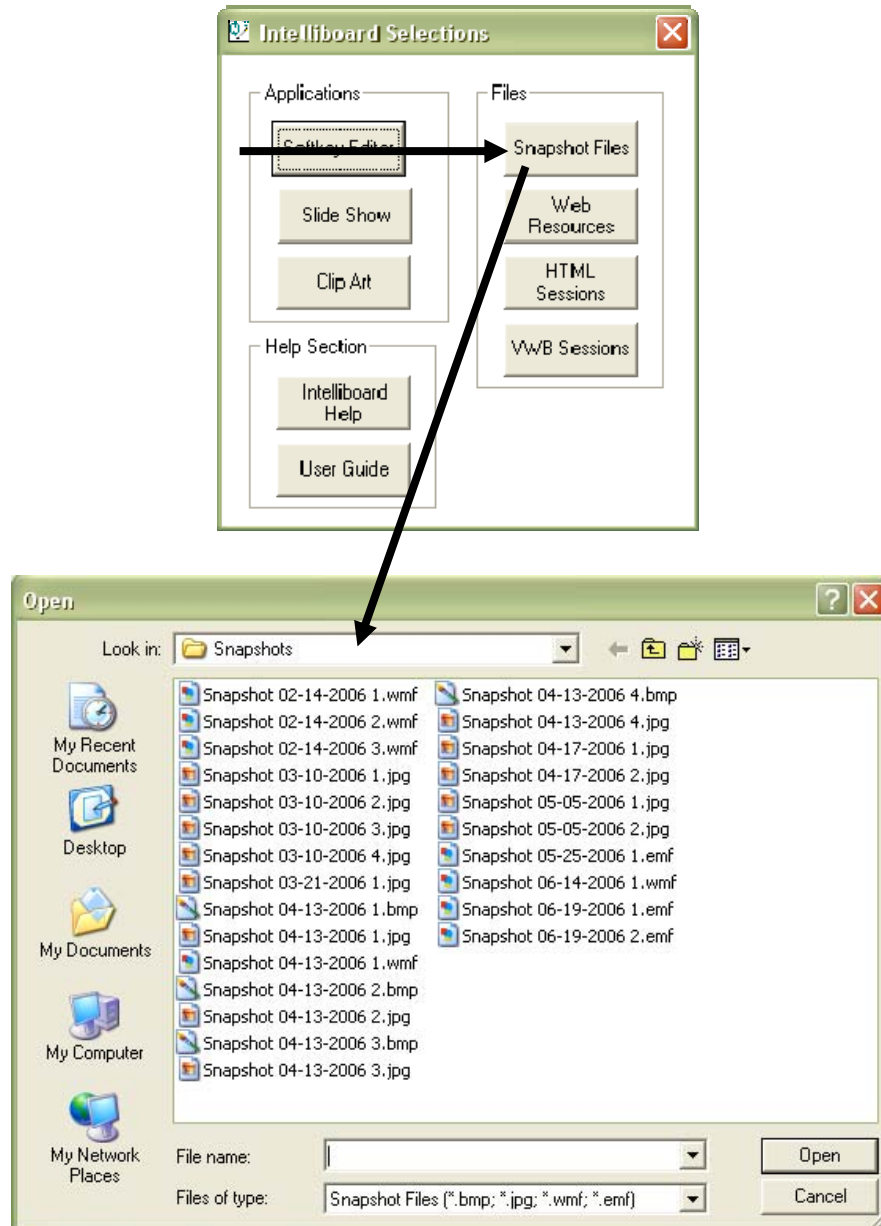 Intelliboard Selections
Applications
Softkey Editor
Slide Show
Clip Art
Help Section
Intelliboard
Help
User Guide
Files
Snapshot Files
Web
Resources
HTML
Sessions
VWB Sessions
Open
Look in:
Snapshots
My Recent
Documents
Desktop
My Documents
My Computer
My Network
Places
Snapshot 02-14-2006 1.wmf
Snapshot 02-14-2006 2.wmf
Snapshot 02-14-2006 3.wmf
Snapshot 03-10-2006 1.jpg
Snapshot 03-10-2006 2.jpg
Snapshot 03-10-2006 3.jpg
Snapshot 03-10-2006 4.jpg
Snapshot 03-21-2006 1.jpg
Snapshot 04-13-2006 1.bmp
Snapshot 04-13-2006 1.jpg
Snapshot 04-13-2006 1.wmf
Snapshot 04-13-2006 2.bmp
Snapshot 04-13-2006 2.jpg
Snapshot 04-13-2006 3.bmp
Snapshot 04-13-2006 3.jpg
Snapshot 04-13-2006 4.bmp
Snapshot 04-13-2006 4.jpg
Snapshot 04-17-2006 1.jpg
Snapshot 04-17-2006 2.jpg
Snapshot 05-05-2006 1.jpg
Snapshot 05-05-2006 2.jpg
Snapshot 05-25-2006 1.emf
Snapshot 06-14-2006 1.wmf
Snapshot 06-19-2006 1.emf
Snapshot 06-19-2006 2.emf
File name:
Open
Files of type:
Snapshot Files (*.bmp; *.jpg; *.wmf; *.emf)
Cancel